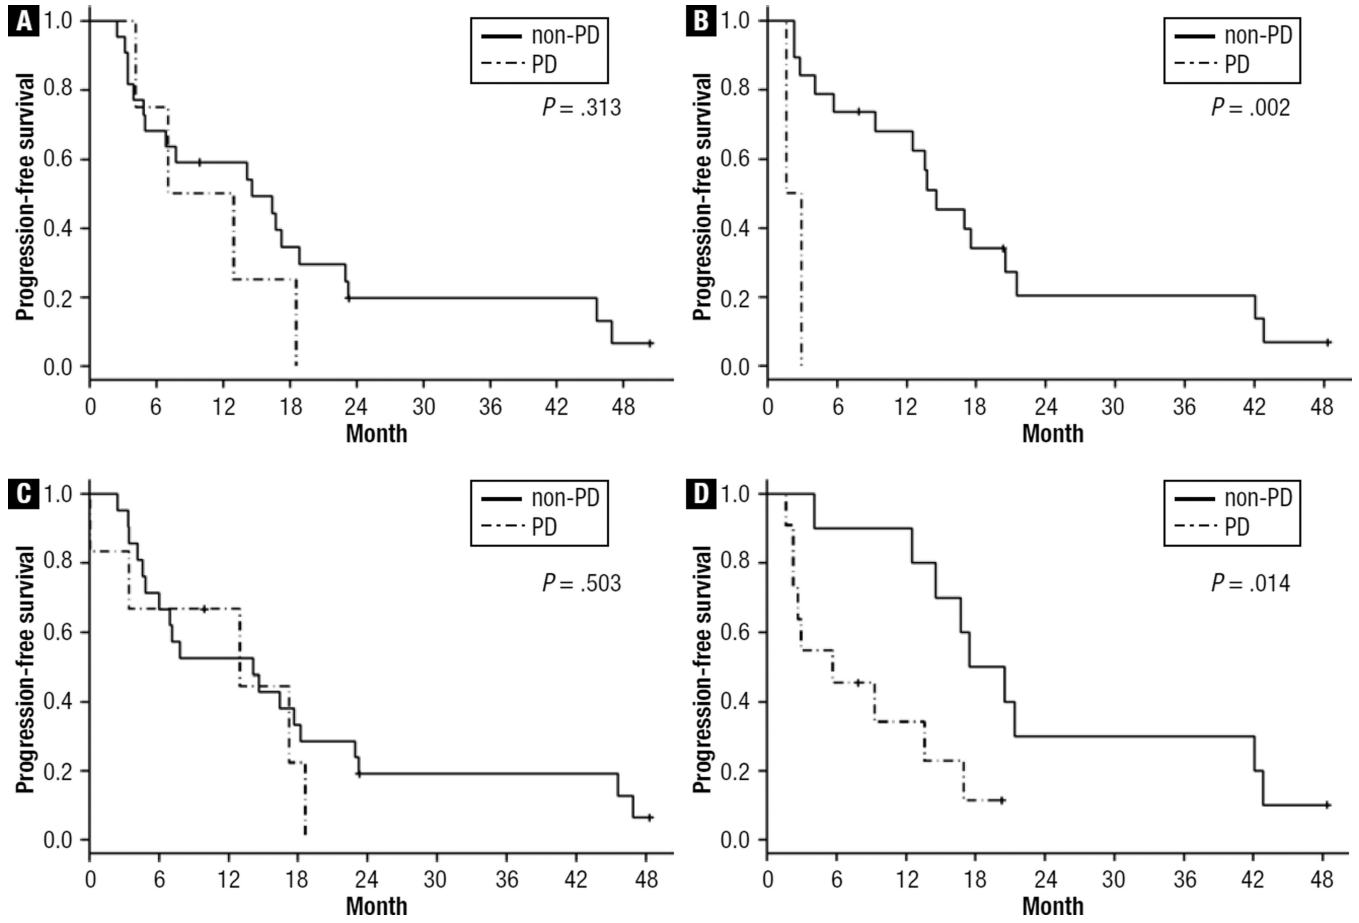 A
Progression-free survival
1.0
0.8
0.6
0.4
0.2
0.0
non-PD
PD
P = .313
0 6 12 18 24 30 36 42 48
Month
B
Progression-free survival
1.0
0.8
0.6
0.4
0.2
0.0
non-PD
PD
P = .002
0 6 12 18 24 30 36 42 48
Month
C
Progression-free survival
1.0
0.8
0.6
0.4
0.2
0.0
non-PD
PD
P = .503
0 6 12 18 24 30 36 42 48
Month
D
Progression-free survival
1.0
0.8
0.6
0.4
0.2
0.0
non-PD
PD
P = .014
0 6 12 18 24 30 36 42 48
Month